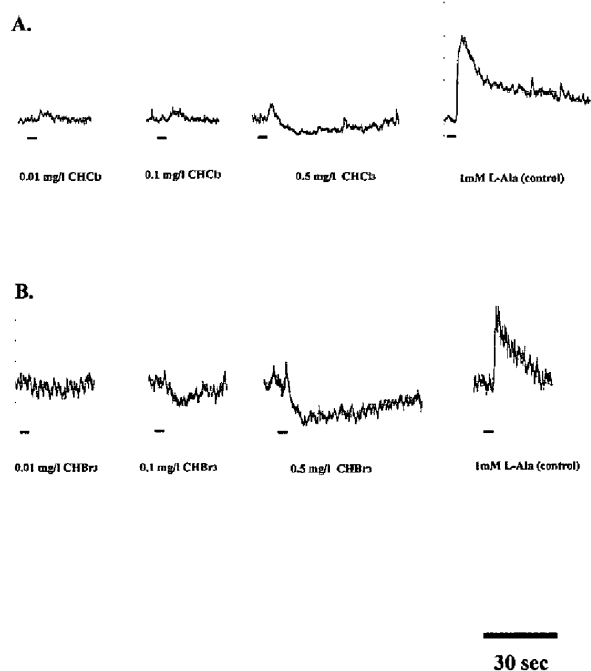 A.
0.01 mg/l CHCl3
0.1 mg/l CHCl3
0.5 mg/l CHCl3
1mM L-Ala (control)
B.
0.01 mg/l CHBr3
0.1 mg/l CHBr3
0.5 mg/l CHBr3
1mM L-Ala (control)
30 sec